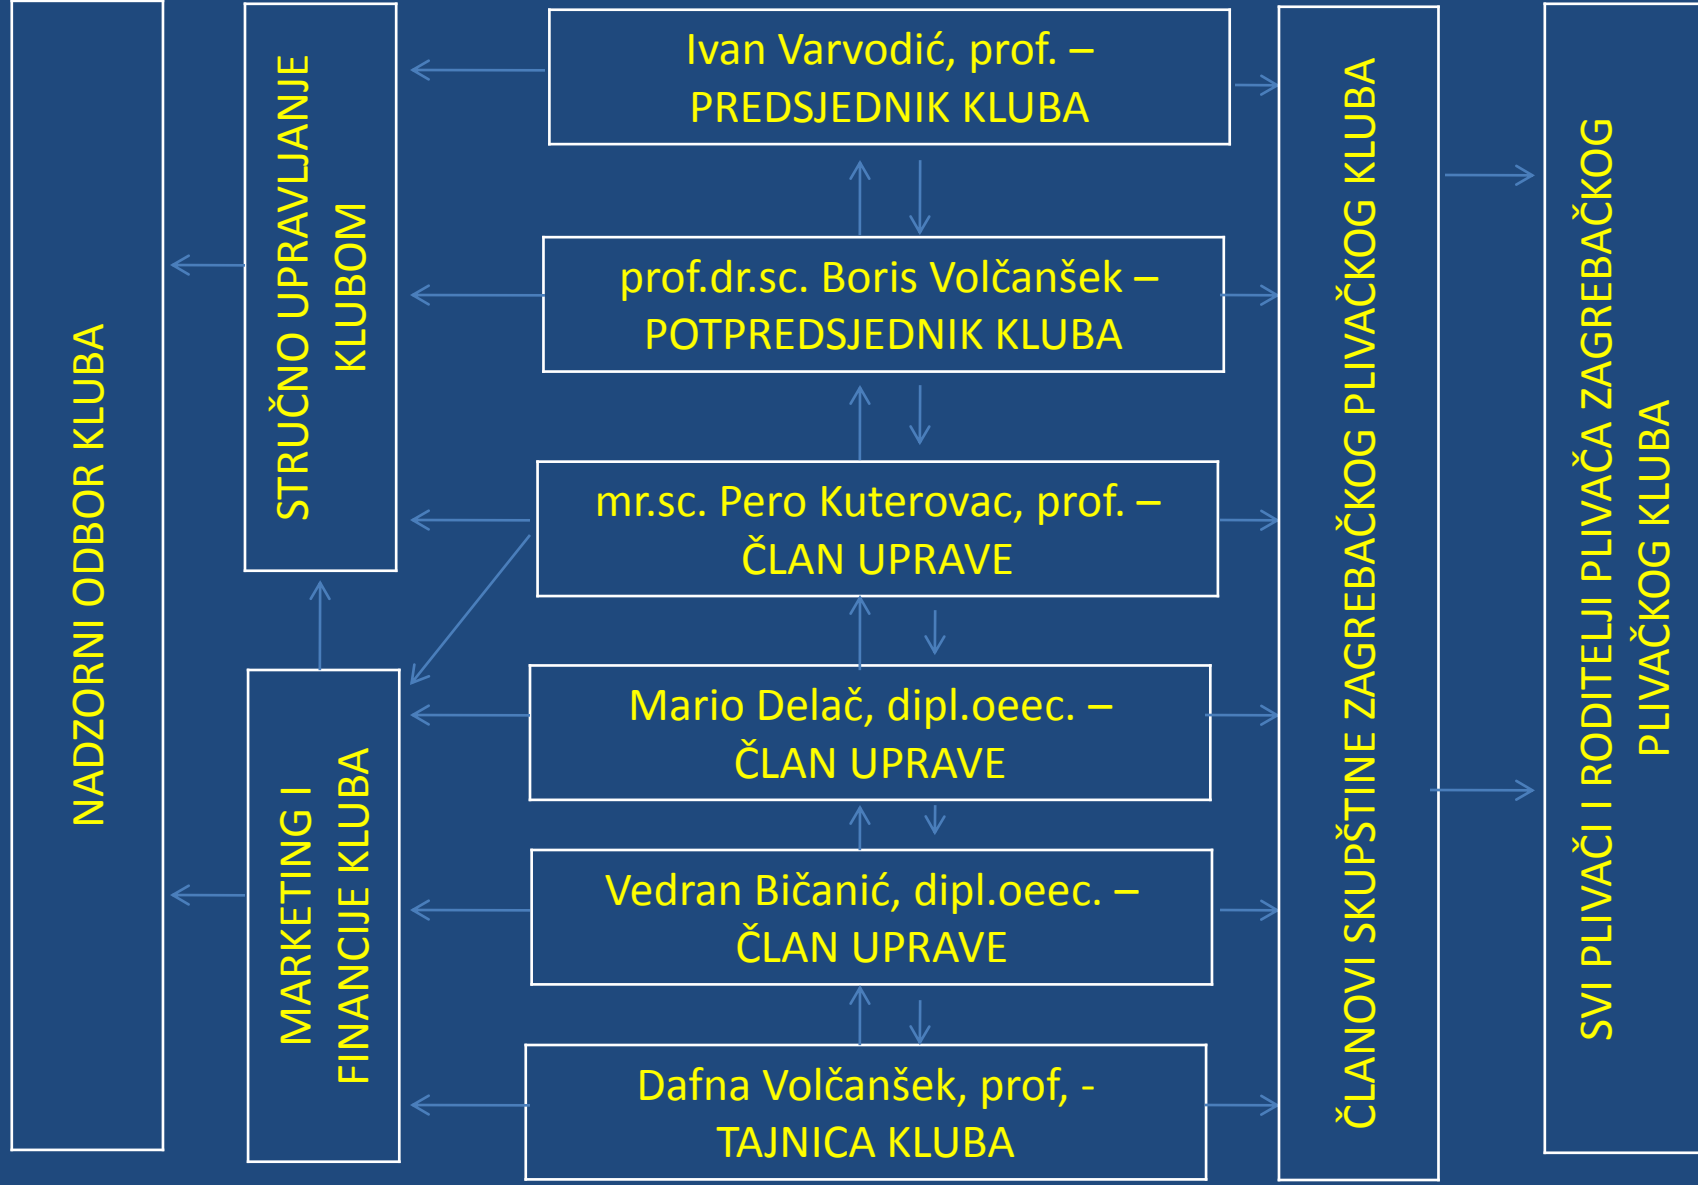 NADZORNI ODBOR KLUBA
STRUČNO UPRAVLJANJE
KLUBOM
MARKETING I
FINANCIJE KLUBA
Ivan Varvodić, prof. –
PREDSJEDNIK KLUBA
prof.dr.sc. Boris Volčanšek –
POTPREDSJEDNIK KLUBA
mr.sc. Pero Kuterovac, prof. –
ČLAN UPRAVE
Mario Delač, dipl.oeec. –
ČLAN UPRAVE
Vedran Bičanić, dipl.oeec. –
ČLAN UPRAVE
Dafna Volčanšek, prof, -
TAJNICA KLUBA
ČLANOVI SKUPŠTINE ZAGREBAČKOG PLIVAČKOG KLUBA
SVI PLIVAČI I RODITELJI PLIVAČA ZAGREBAČKOG
PLIVAČKOG KLUBA